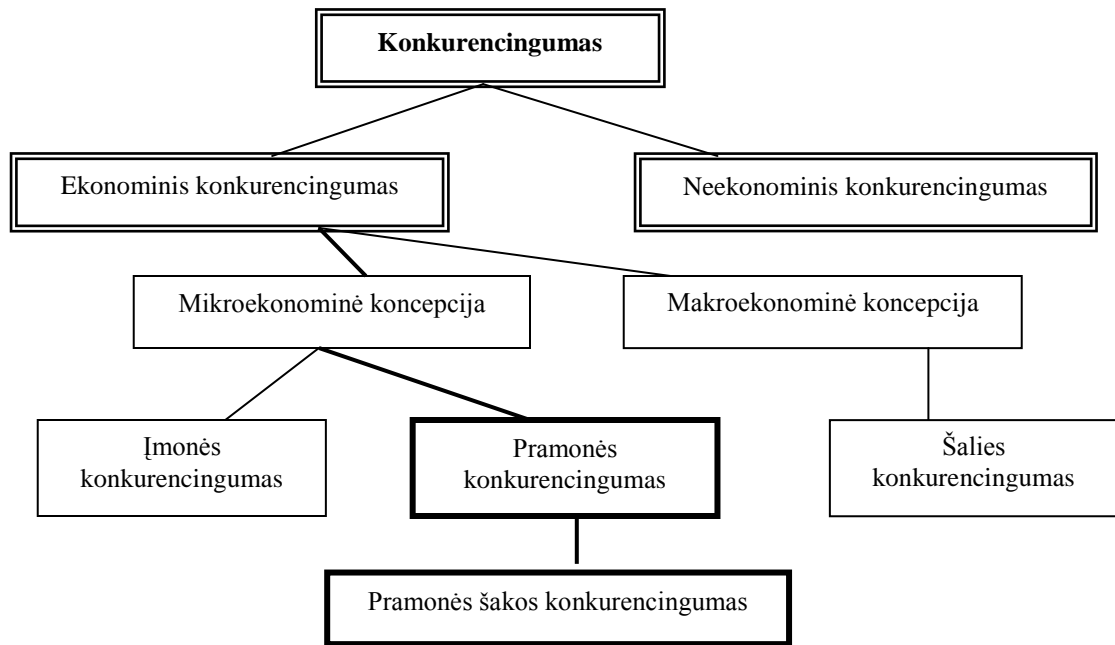 Konkurencingumas
Ekonominis konkurencingumas
Neekonominis konkurencingumas
Mikroekonominė koncepcija
Makroekonominė koncepcija
Įmonės
konkurencingumas
Pramonės
konkurencingumas
Šalies
konkurencingumas
Pramonės šakos konkurencingumas